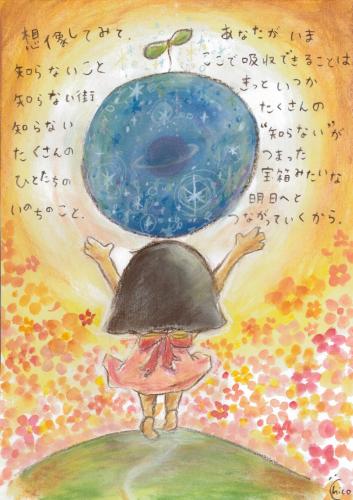 想像してみて、
知らないこと
知らない街
知らない
たくさんの
ひとたちの
いのちのこと。
あなたがいま
ここで吸収できることは
きっといつか
たくさんの
"知らない"が
つまった
宝箱みたいな
明日へと
つながっていくから。
Chico